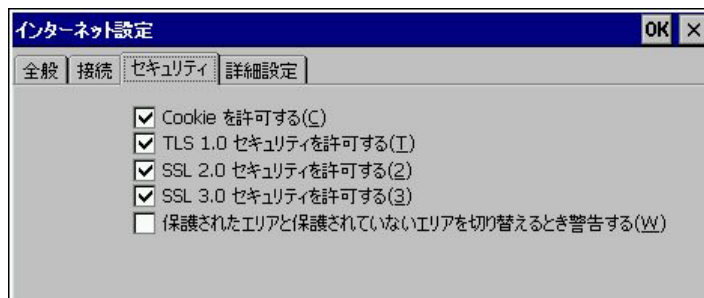 インターネット設定 OK ×
全般 接続 セキュリティ 詳細設定
Cookie を許可する(C)
TLS 1.0 セキュリティを許可する(T)
SSL 2.0 セキュリティを許可する(2)
SSL 3.0 セキュリティを許可する(3)
保護されたエリアと保護されていないエリアを切り替えるとき警告する(W)